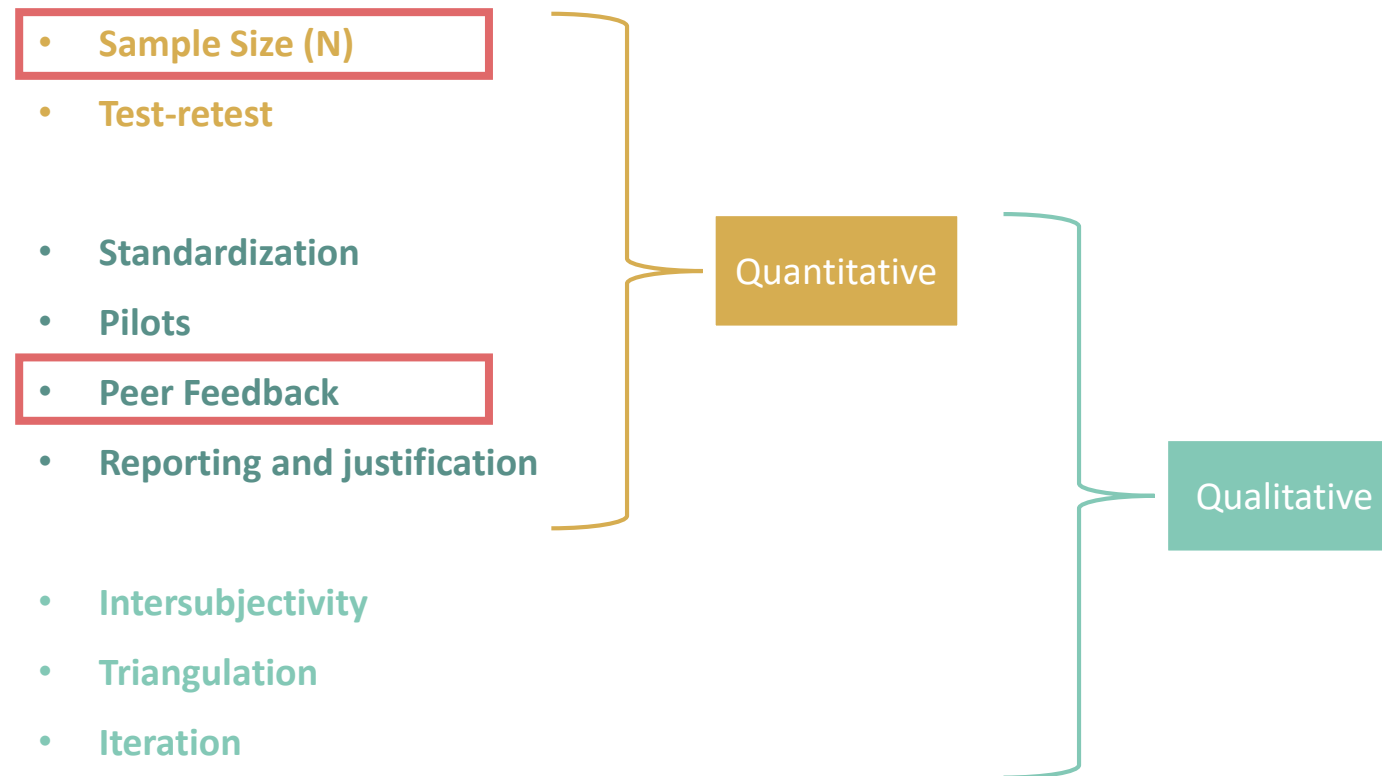 • Sample Size (N)
• Test-retest
• Standardization
• Pilots
• Peer Feedback
• Reporting and justification
• Intersubjectivity
• Triangulation
• Iteration
Quantitative
Qualitative